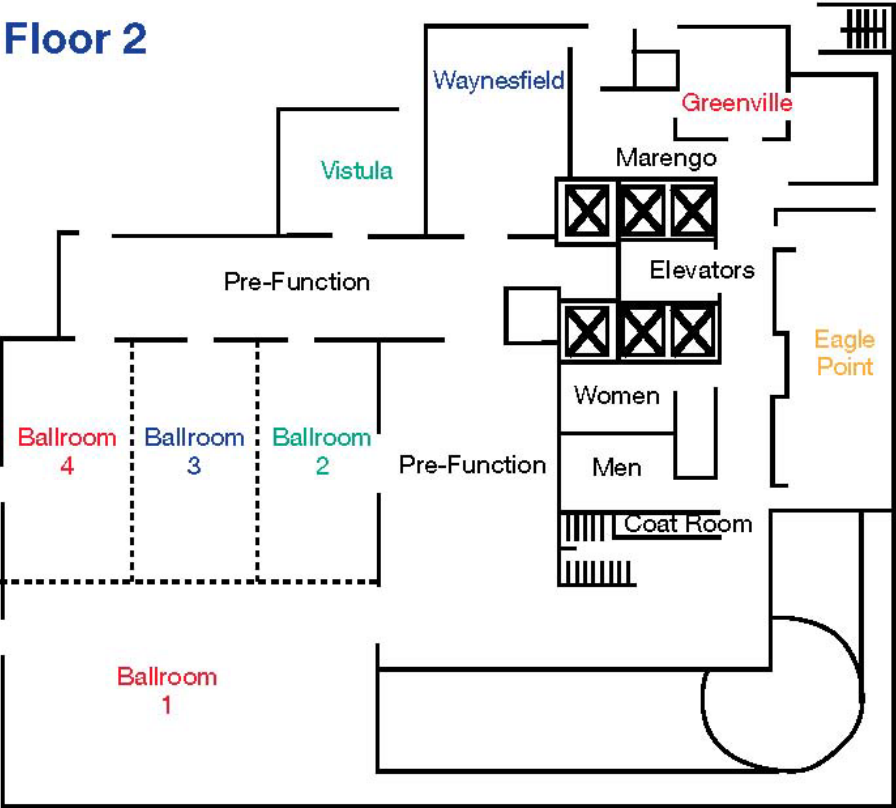 Floor 2
Waynesfield
Greenville
Marengo
Vistula
Elevators
Pre-Function
Eagle
Point
Women
Ballroom
4
Ballroom
3
Ballroom
2
Pre-Function
Men
Coat Room
Ballroom
1